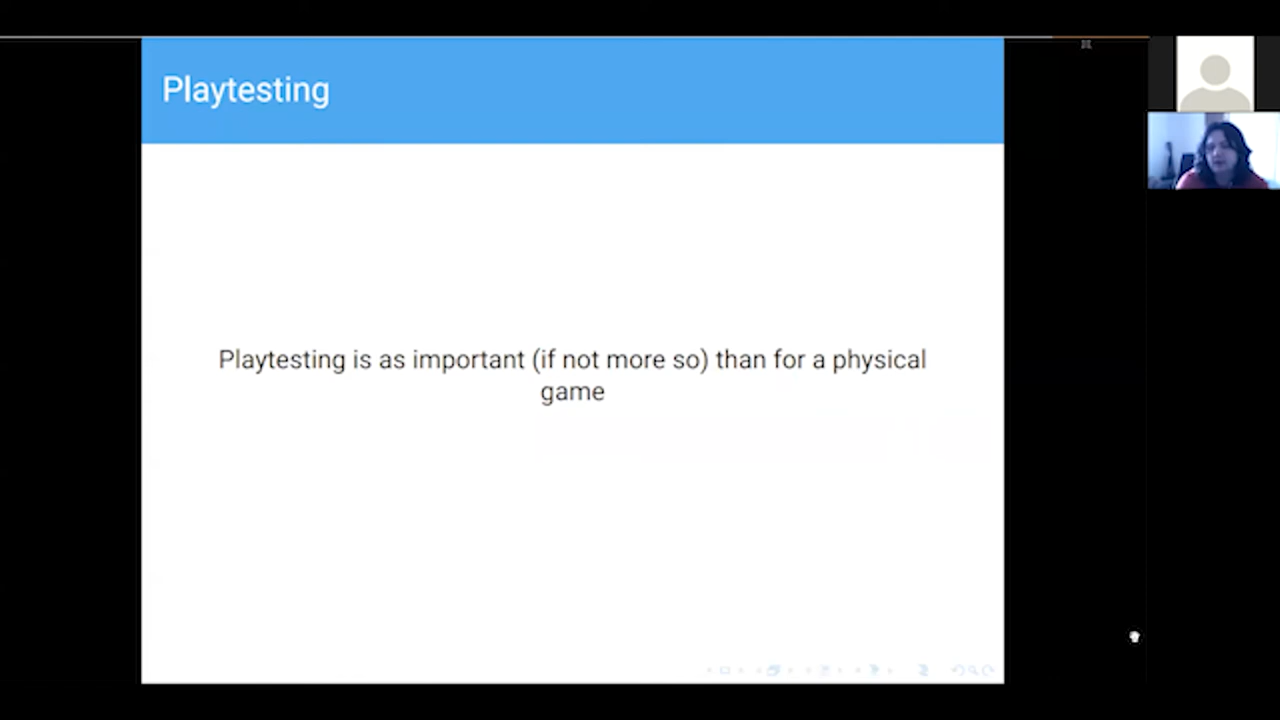 Playtesting
Playtesting is as important (if not more so) than for a physical
game